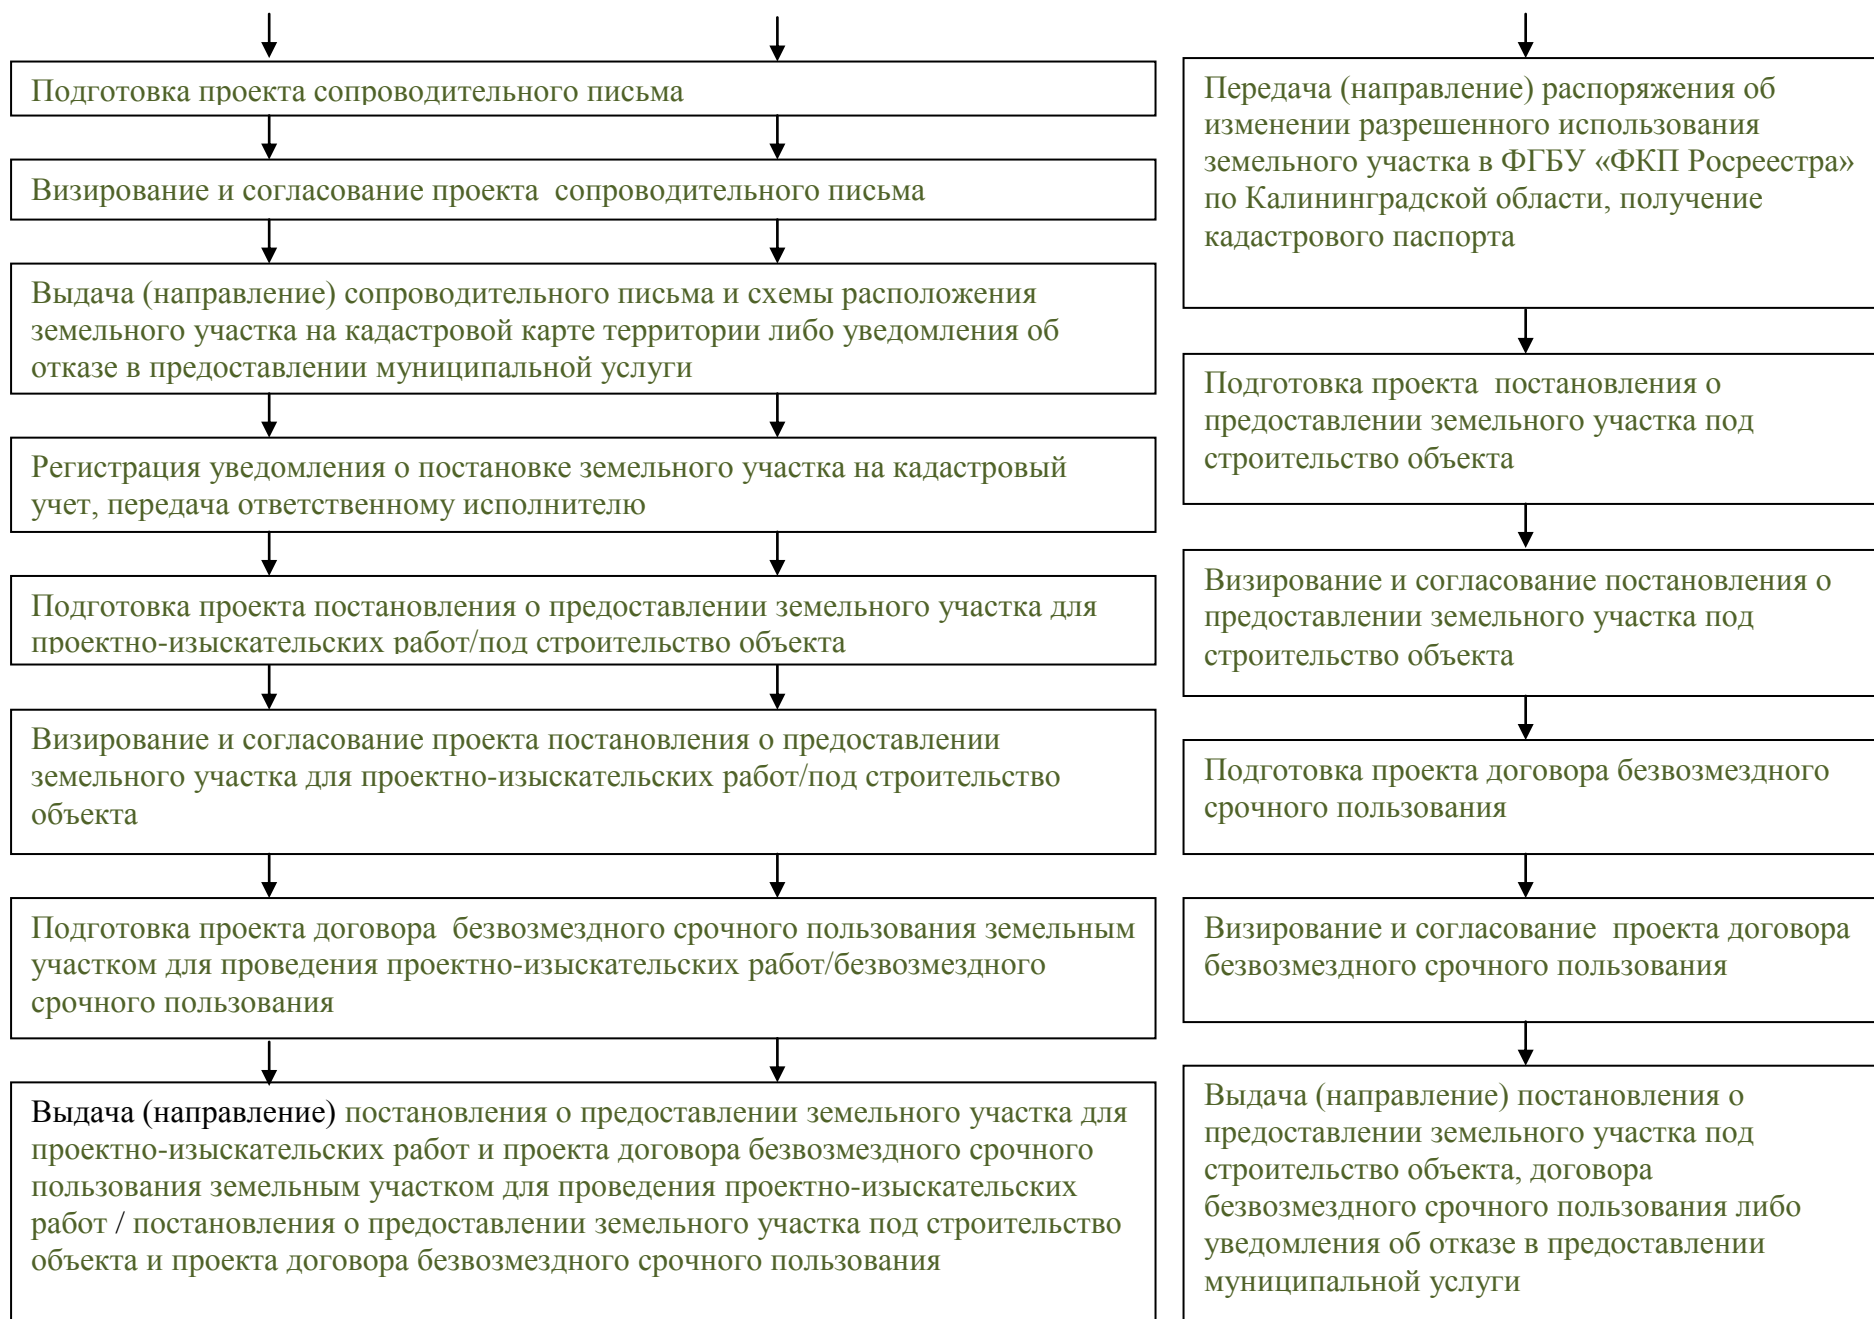 Подготовка проекта сопроводительного письма
Визирование и согласование проекта сопроводительного письма
Выдача (направление) сопроводительного письма и схемы расположения
земельного участка на кадастровой карте территории либо уведомления об
отказе в предоставлении муниципальной услуги
Регистрация уведомления о постановке земельного участка на кадастровый
учет, передача ответственному исполнителю
Подготовка проекта постановления о предоставлении земельного участка для
проектно-изыскательских работ/под строительство объекта
Визирование и согласование проекта постановления о предоставлении
земельного участка для проектно-изыскательских работ/под строительство
объекта
Подготовка проекта договора безвозмездного срочного пользования земельным
участком для проведения проектно-изыскательских работ/безвозмездного
срочного пользования
Выдача (направление) постановления о предоставлении земельного участка для
проектно-изыскательских работ и проекта договора безвозмездного срочного
пользования земельным участком для проведения проектно-изыскательских
работ / постановления о предоставлении земельного участка под строительство
объекта и проекта договора безвозмездного срочного пользования
Передача (направление) распоряжения об
изменении разрешенного использования
земельного участка в ФГБУ «ФКП Росреестра»
по Калининградской области, получение
кадастрового паспорта
Подготовка проекта постановления о
предоставлении земельного участка под
строительство объекта
Визирование и согласование постановления о
предоставлении земельного участка под
строительство объекта
Подготовка проекта договора безвозмездного
срочного пользования
Визирование и согласование проекта договора
безвозмездного срочного пользования
Выдача (направление) постановления о
предоставлении земельного участка под
строительство объекта, договора
безвозмездного срочного пользования либо
уведомления об отказе в предоставлении
муниципальной услуги